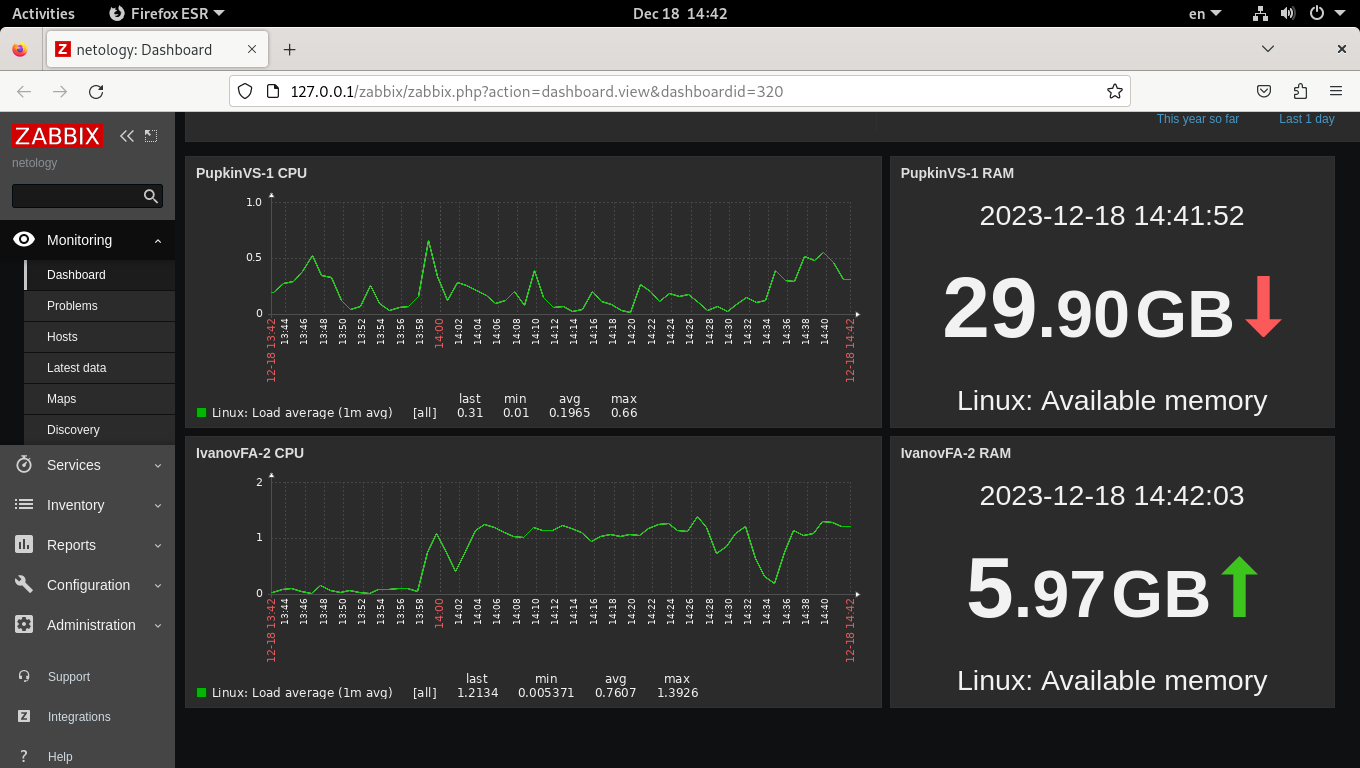 Activities Firefox ESR Dec 18 14:42 en
netology: Dashboard
127.0.0.1/zabbix/zabbix.php?action=dashboard.view&dashboardid=320
ZABBIX
netology
Monitoring
Dashboard
Problems
Hosts
Latest data
Maps
Discovery
Services
Inventory
Reports
Configuration
Administration
Support
Z Integrations
? Help
This year so far Last 1 day
PupkinVS-1 CPU
1.0
0.5
0
12-18 13:42 13:44 13:46 13:48 13:50 13:52 13:54 13:56 13:58 14:00 14:02 14:04 14:06 14:08 14:10 14:12 14:14 14:16 14:18 14:20 14:22 14:24 14:26 14:28 14:30 14:32 14:34 14:36 14:38 14:40 12-18 14:42
last min avg max
Linux: Load average (1m avg) [all] 0.31 0.01 0.1965 0.66
PupkinVS-1 RAM
2023-12-18 14:41:52
29.90GB
Linux: Available memory
IvanovFA-2 CPU
2
1
0
12-18 13:42 13:44 13:46 13:48 13:50 13:52 13:54 13:56 13:58 14:00 14:02 14:04 14:06 14:08 14:10 14:12 14:14 14:16 14:18 14:20 14:22 14:24 14:26 14:28 14:30 14:32 14:34 14:36 14:38 14:40 12-18 14:42
last min avg max
Linux: Load average (1m avg) [all] 1.2134 0.005371 0.7607 1.3926
IvanovFA-2 RAM
2023-12-18 14:42:03
5.97GB
Linux: Available memory